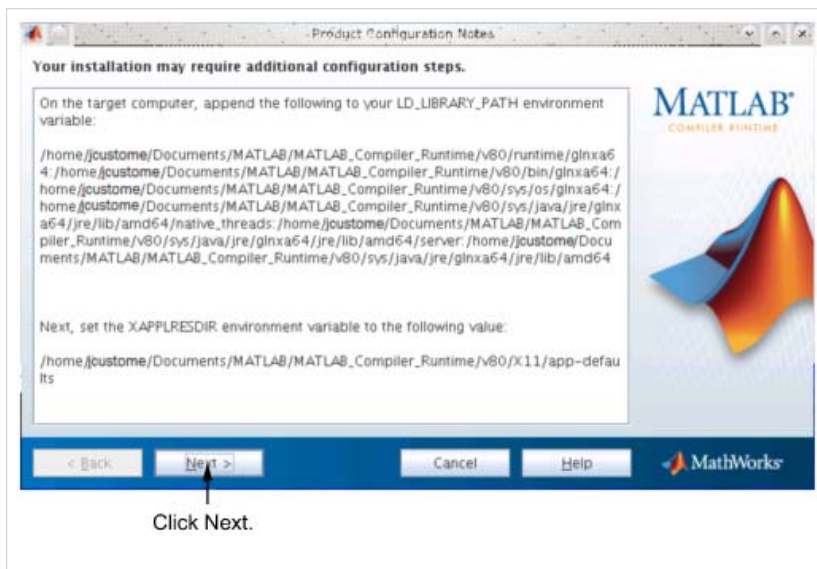 Product Configuration Notes
Your installation may require additional configuration steps.
On the target computer, append the following to your LD_LIBRARY_PATH environment
variable:
/home/jcustome/Documents/MATLAB/MATLAB_Compiler_Runtime/v80/runtime/glnxa6
4:/home/jcustome/Documents/MATLAB/MATLAB_Compiler_Runtime/v80/bin/glnxa64:/
home/jcustome/Documents/MATLAB/MATLAB_Compiler_Runtime/v80/sys/os/glnxa64:/
home/jcustome/Documents/MATLAB/MATLAB_Compiler_Runtime/v80/sys/java/jre/glnx
a64/jre/lib/amd64/native_threads:/home/jcustome/Documents/MATLAB/MATLAB_Com
piler_Runtime/v80/sys/java/jre/glnxa64/jre/lib/amd64/server:/home/jcustome/Docu
ments/MATLAB/MATLAB_Compiler_Runtime/v80/sys/java/jre/glnxa64/jre/lib/amd64
Next, set the XAPPLRESDIR environment variable to the following value:
/home/jcustome/Documents/MATLAB/MATLAB_Compiler_Runtime/v80/X11/app-defau
lts
MATLAB®
COMPILER RUNTIME
< Back
Next >
Cancel
Help
MathWorks®
Click Next.